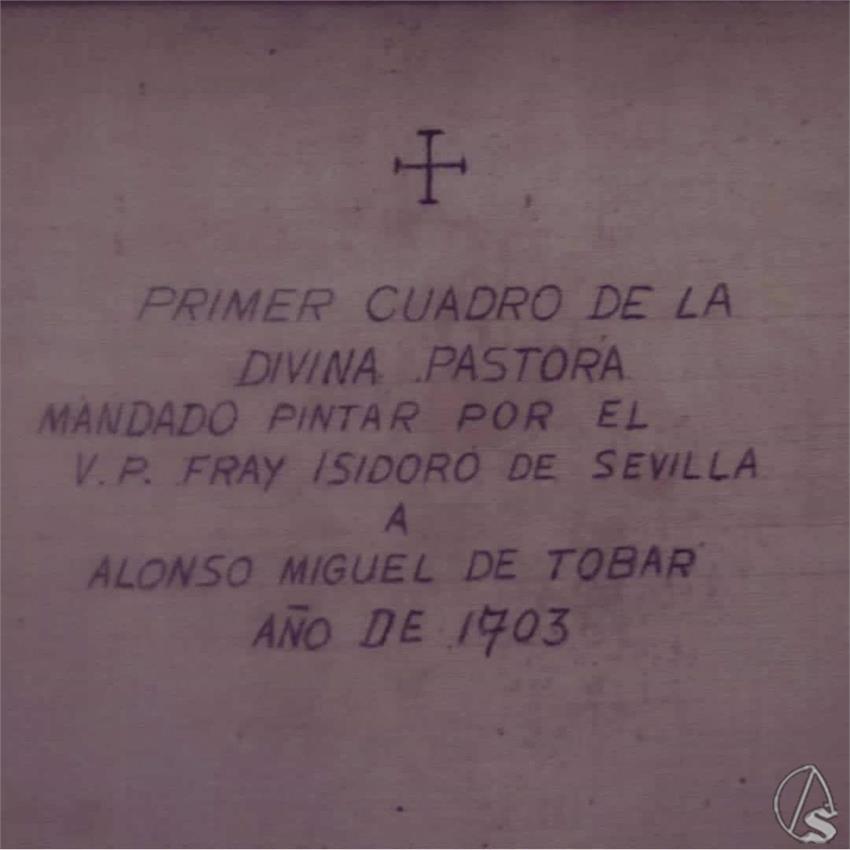 PRIMER CUADRO DE LA
DIVINA PASTORA
MANDADO PINTAR POR EL
V. P. FRAY ISIDORO DE SEVILLA
A
ALONSO MIGUEL DE TOBAR
AÑO DE 1703